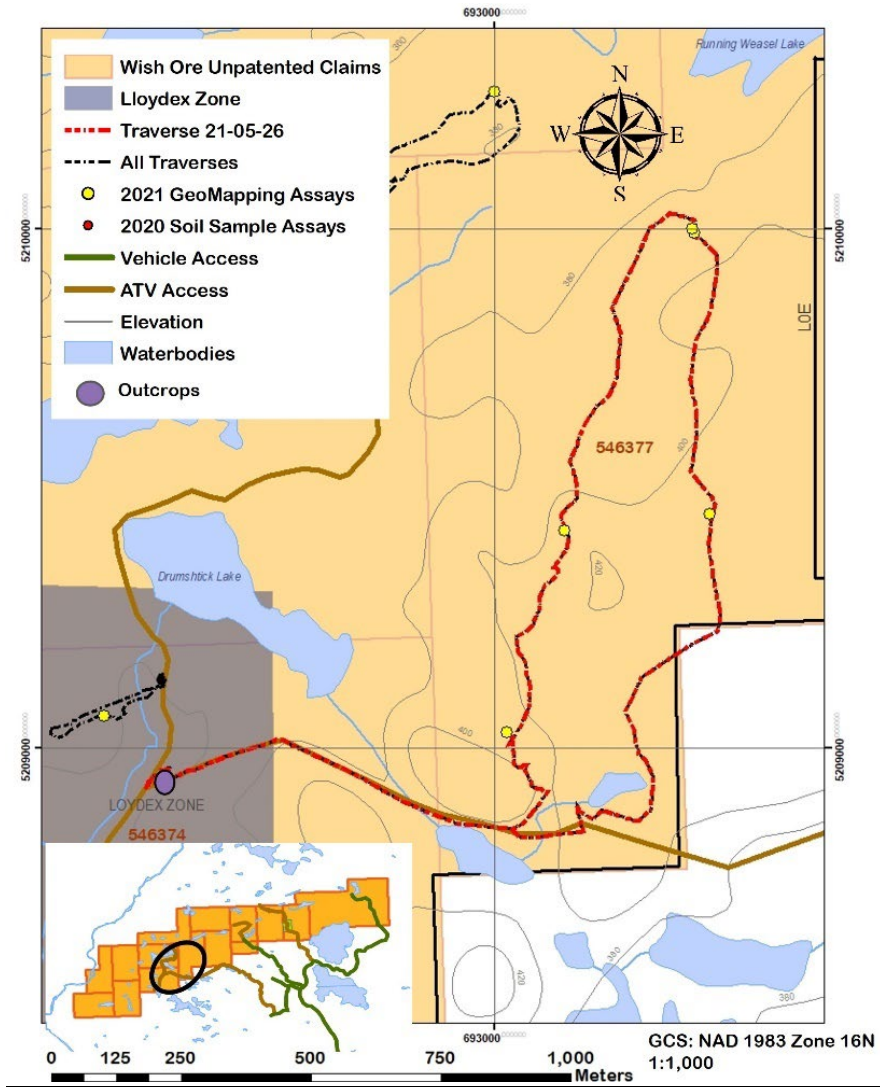 693000
Running Weasel Lake
380
Wish Ore Unpatented Claims
Lloydex Zone
Traverse 21-05-26
All Traverses
2021 GeoMapping Assays
2020 Soil Sample Assays
Vehicle Access
ATV Access
Elevation
Waterbodies
Outcrops
N
W E
S
380
5210000
5210000
380
L0E
546377
400
420
Drumshtick Lake
400
5209000
5209000
LOYDEX ZONE
546374
420
380
380
693000
GCS: NAD 1983 Zone 16N
1:1,000
0 125 250 500 750 1,000
Meters